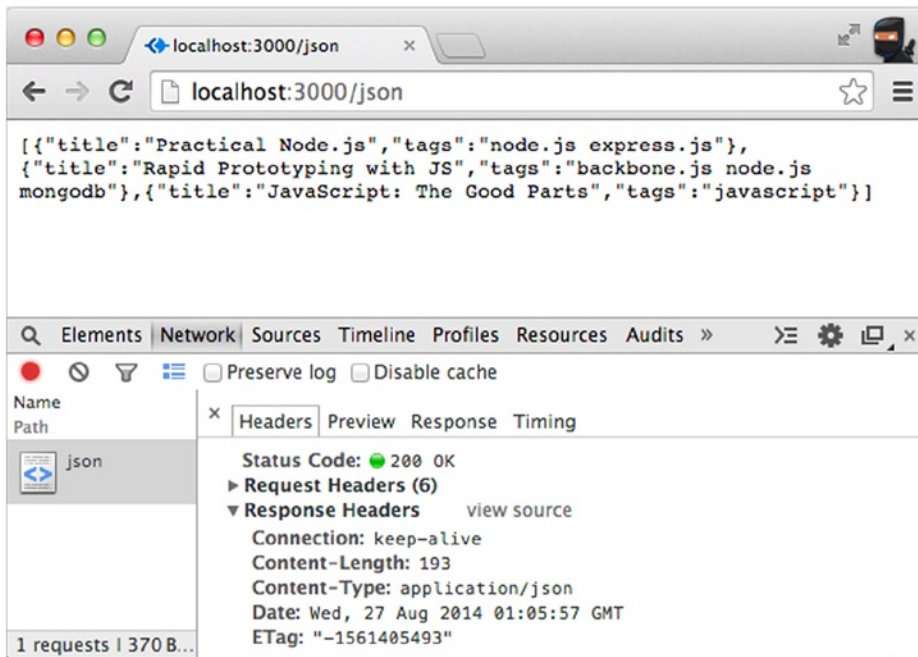 localhost:3000/json
localhost:3000/json
[{"title":"Practical Node.js","tags":"node.js express.js"},
{"title":"Rapid Prototyping with JS","tags":"backbone.js node.js
mongodb"},{"title":"JavaScript: The Good Parts","tags":"javascript"}]
Elements Network Sources Timeline Profiles Resources Audits »
Preserve log Disable cache
Name
Path
× Headers Preview Response Timing
json
Status Code: 200 OK
▶ Request Headers (6)
▼ Response Headers view source
Connection: keep-alive
Content-Length: 193
Content-Type: application/json
Date: Wed, 27 Aug 2014 01:05:57 GMT
ETag: "-1561405493"
1 requests | 370 B...